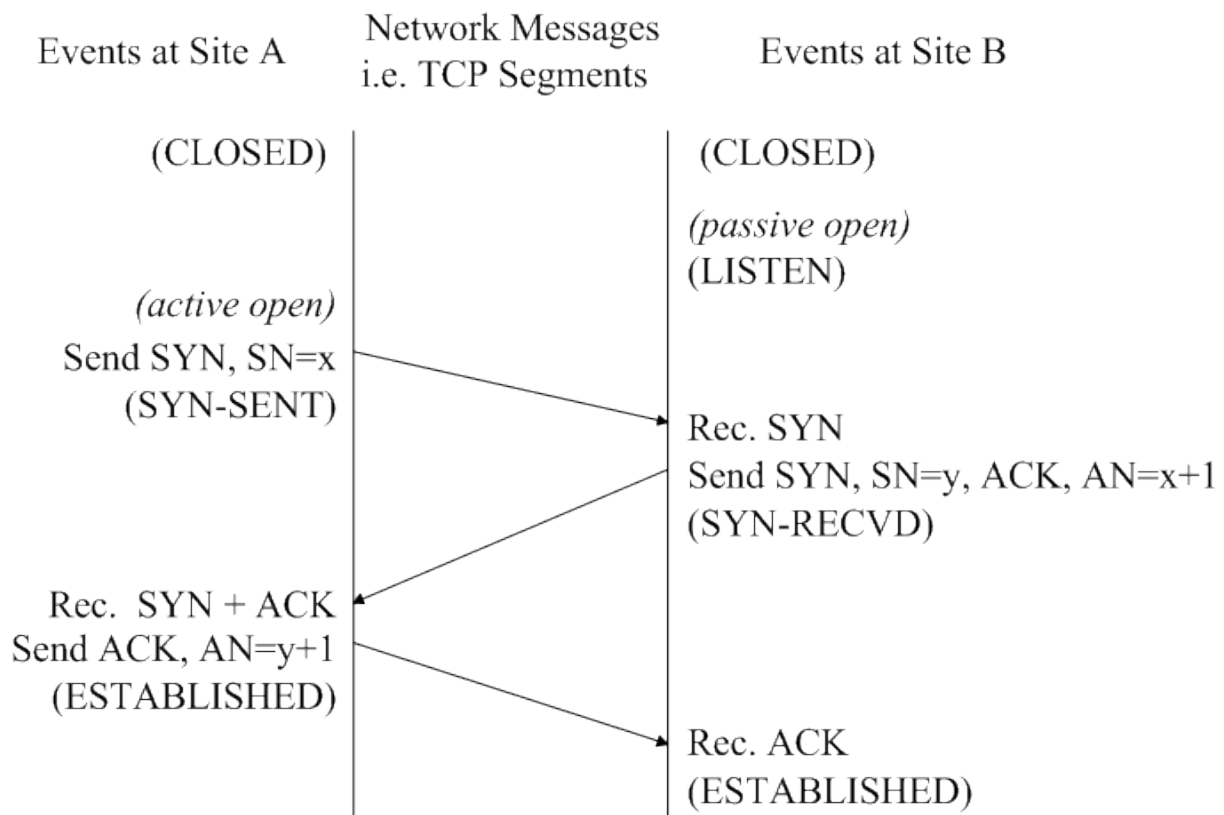 Events at Site A
Network Messages
i.e. TCP Segments
Events at Site B
(CLOSED)
(CLOSED)
(passive open)
(LISTEN)
(active open)
Send SYN, SN=x
(SYN-SENT)
Rec. SYN
Send SYN, SN=y, ACK, AN=x+1
(SYN-RECVD)
Rec. SYN + ACK
Send ACK, AN=y+1
(ESTABLISHED)
Rec. ACK
(ESTABLISHED)